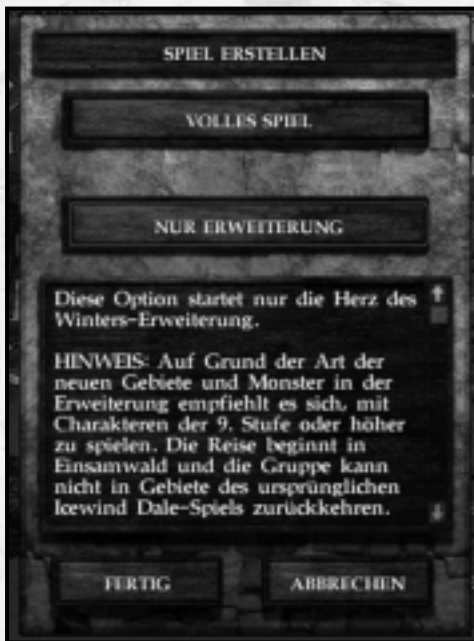 SPIEL ERSTELLEN
VOLLES SPIEL
NUR ERWEITERUNG
Diese Option startet nur die Herz des
Winters-Erweiterung.
HINWEIS: Auf Grund der Art der
neuen Gebiete und Monster in der
Erweiterung empfiehlt es sich, mit
Charakteren der 9. Stufe oder höher
zu spielen. Die Reise beginnt in
Einsamwald und die Gruppe kann
nicht in Gebiete des ursprünglichen
Icewind Dale-Spiels zurückkehren.
FERTIG
ABBRECHEN